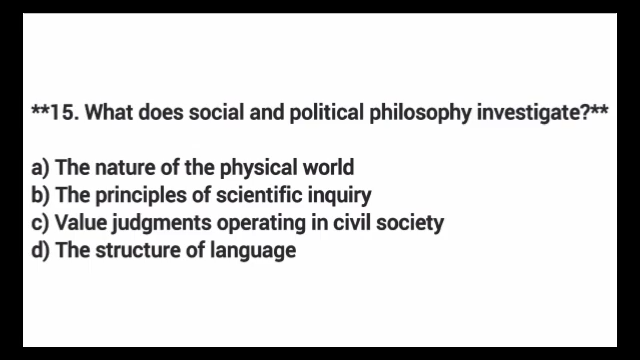 **15. What does social and political philosophy investigate?**
a) The nature of the physical world
b) The principles of scientific inquiry
c) Value judgments operating in civil society
d) The structure of language